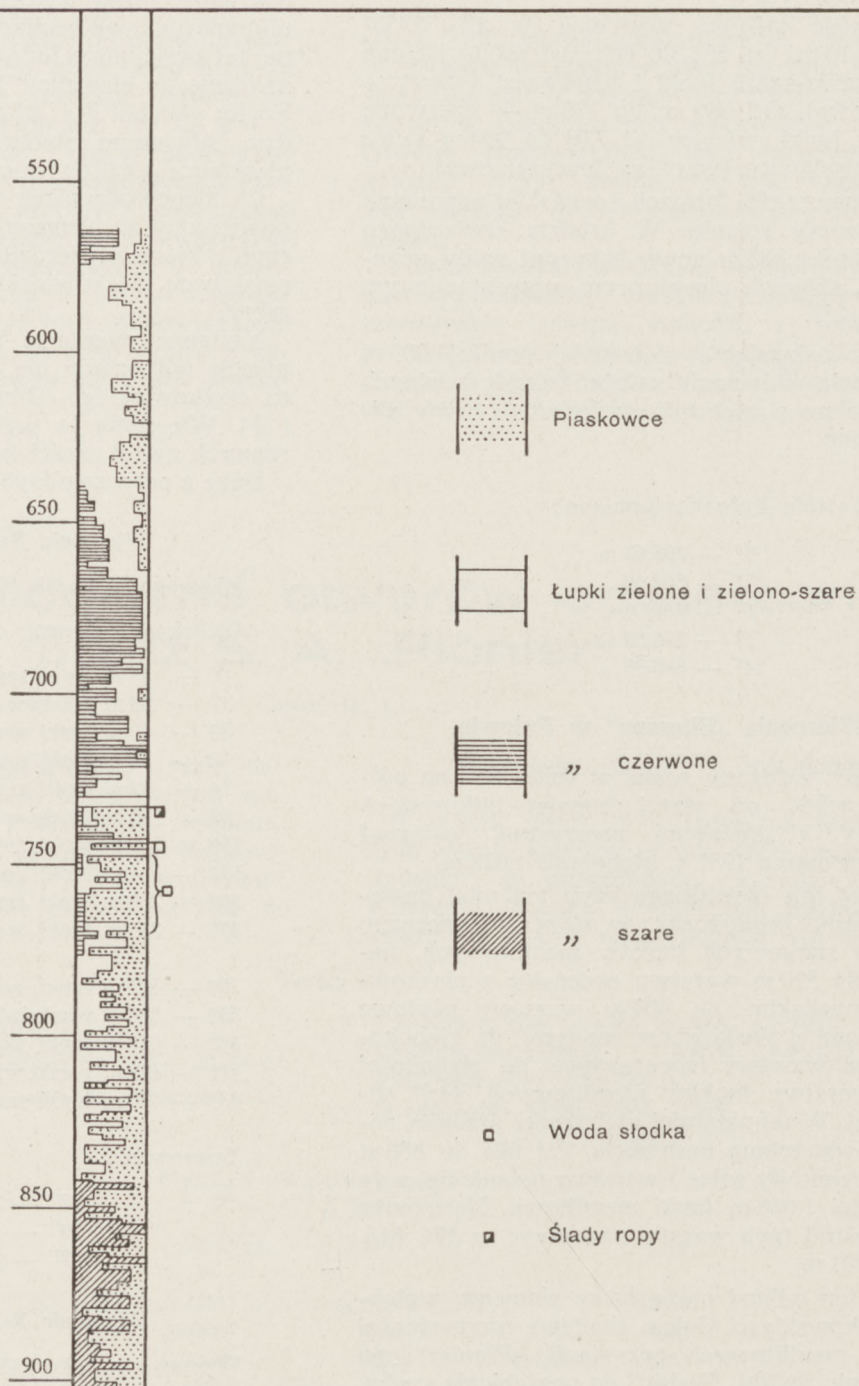 550
600
650
700
750
800
850
900
Piaskowce
Łupki zielone i zielono-szare
„ czerwone
„ szare
Woda słodka
Ślady ropy